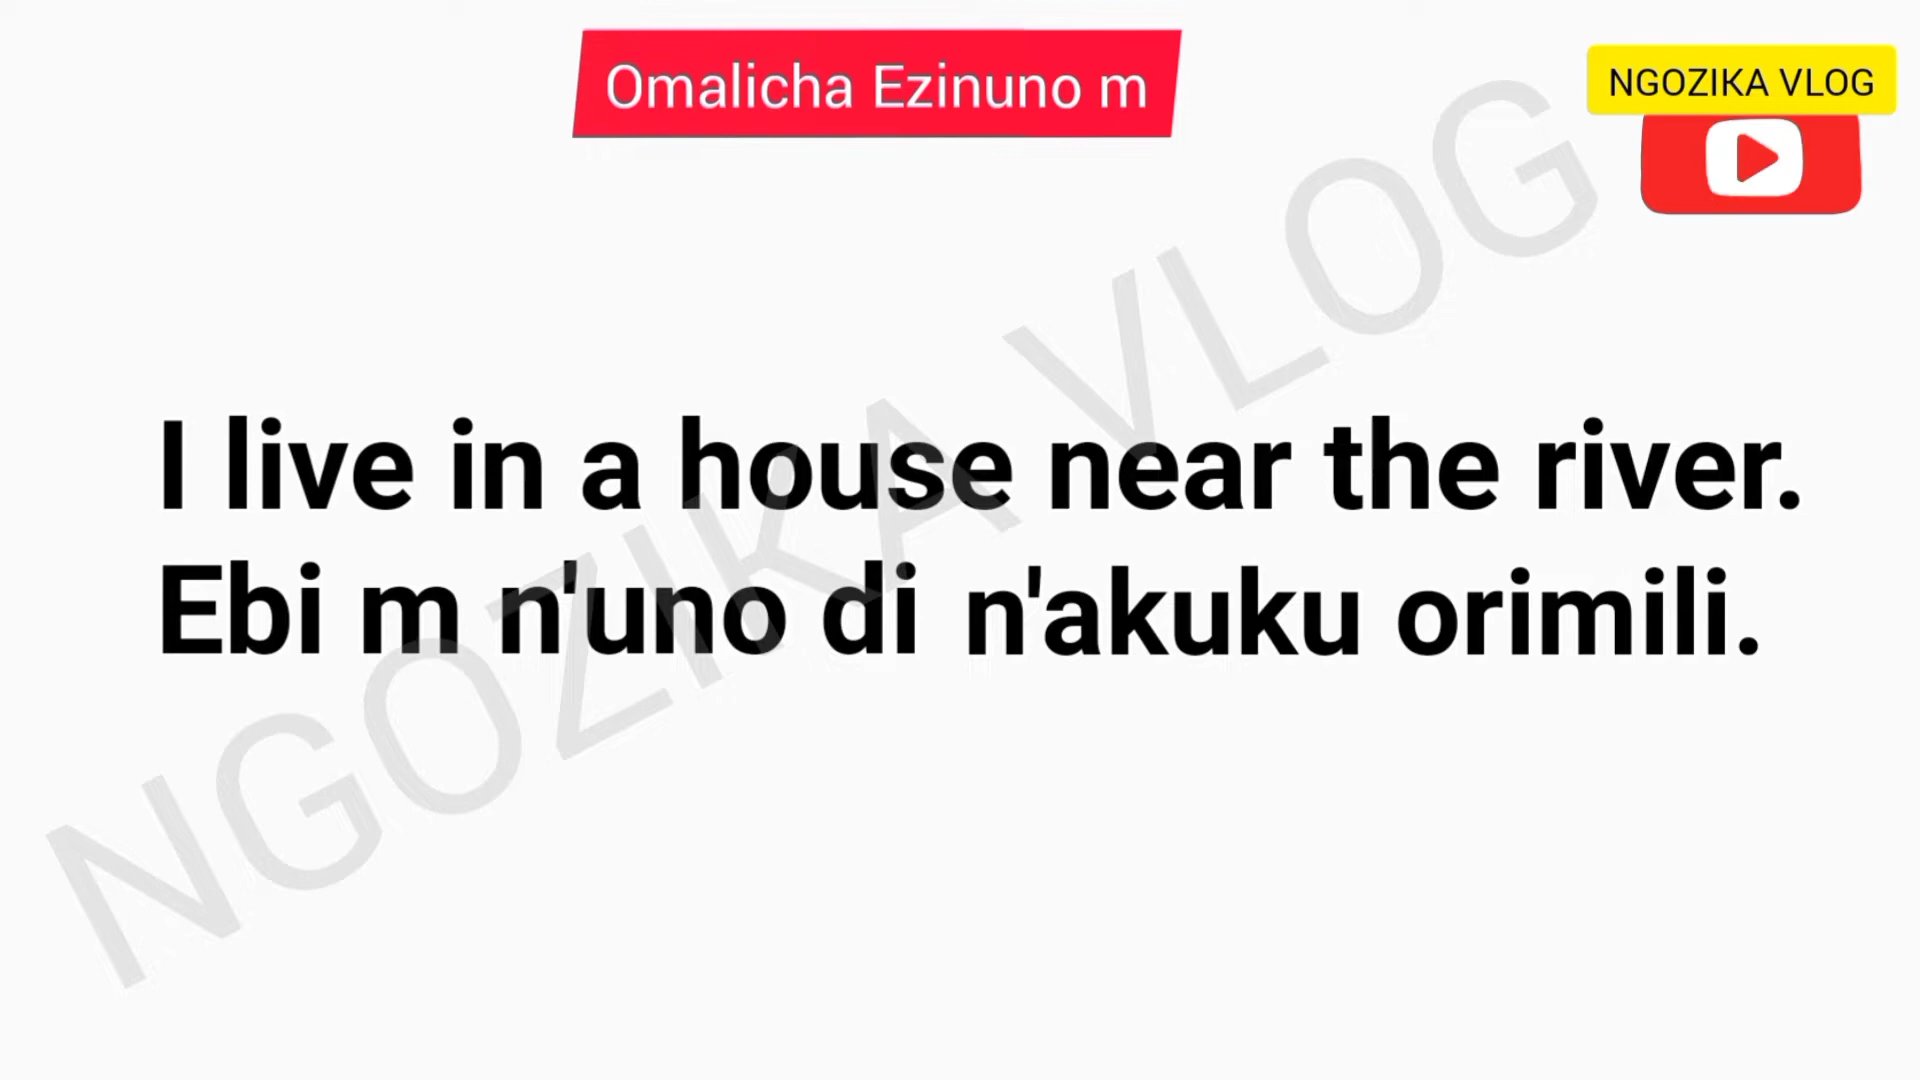 Omalicha Ezinuno m
NGOZIKA VLOG
I live in a house near the river.
Ebi m n'uno di n'akuku orimili.
NGOZIKA VLOG